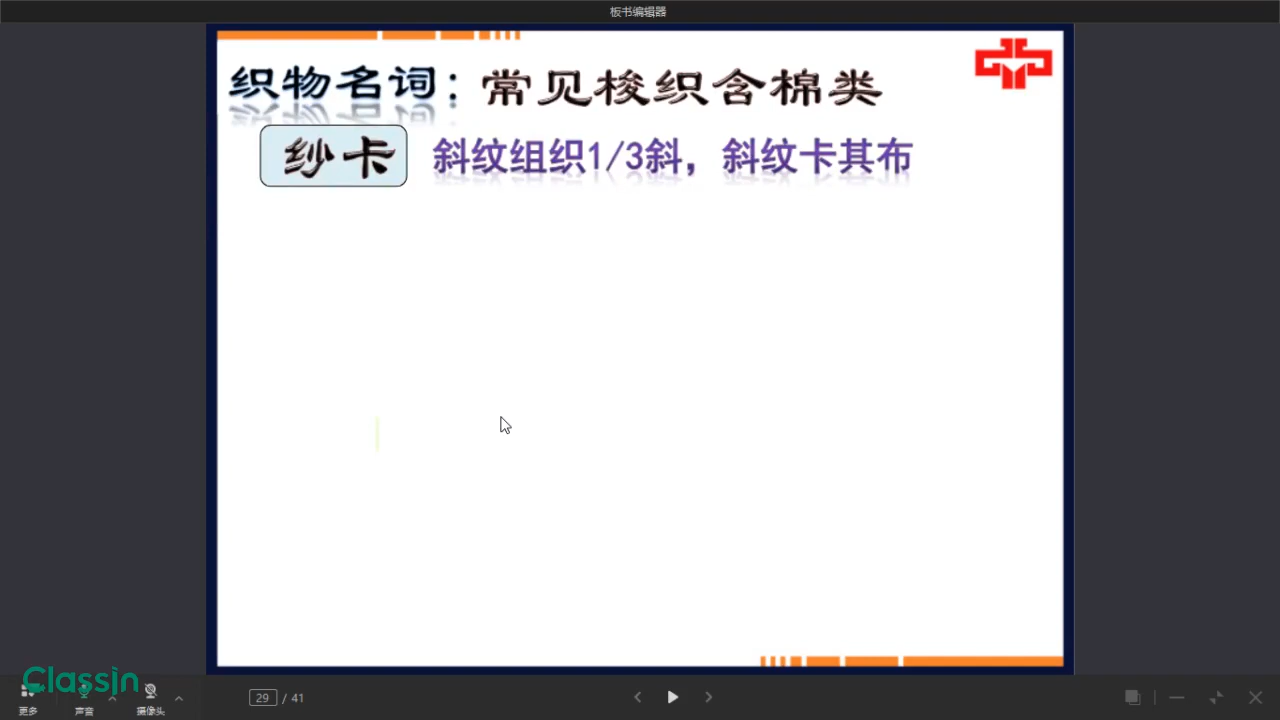 板书编辑器
织物名词：常见梭织含棉类
纱卡
斜纹组织1/3斜，斜纹卡其布
ClassIn
更多
声音
摄像头
29 / 41